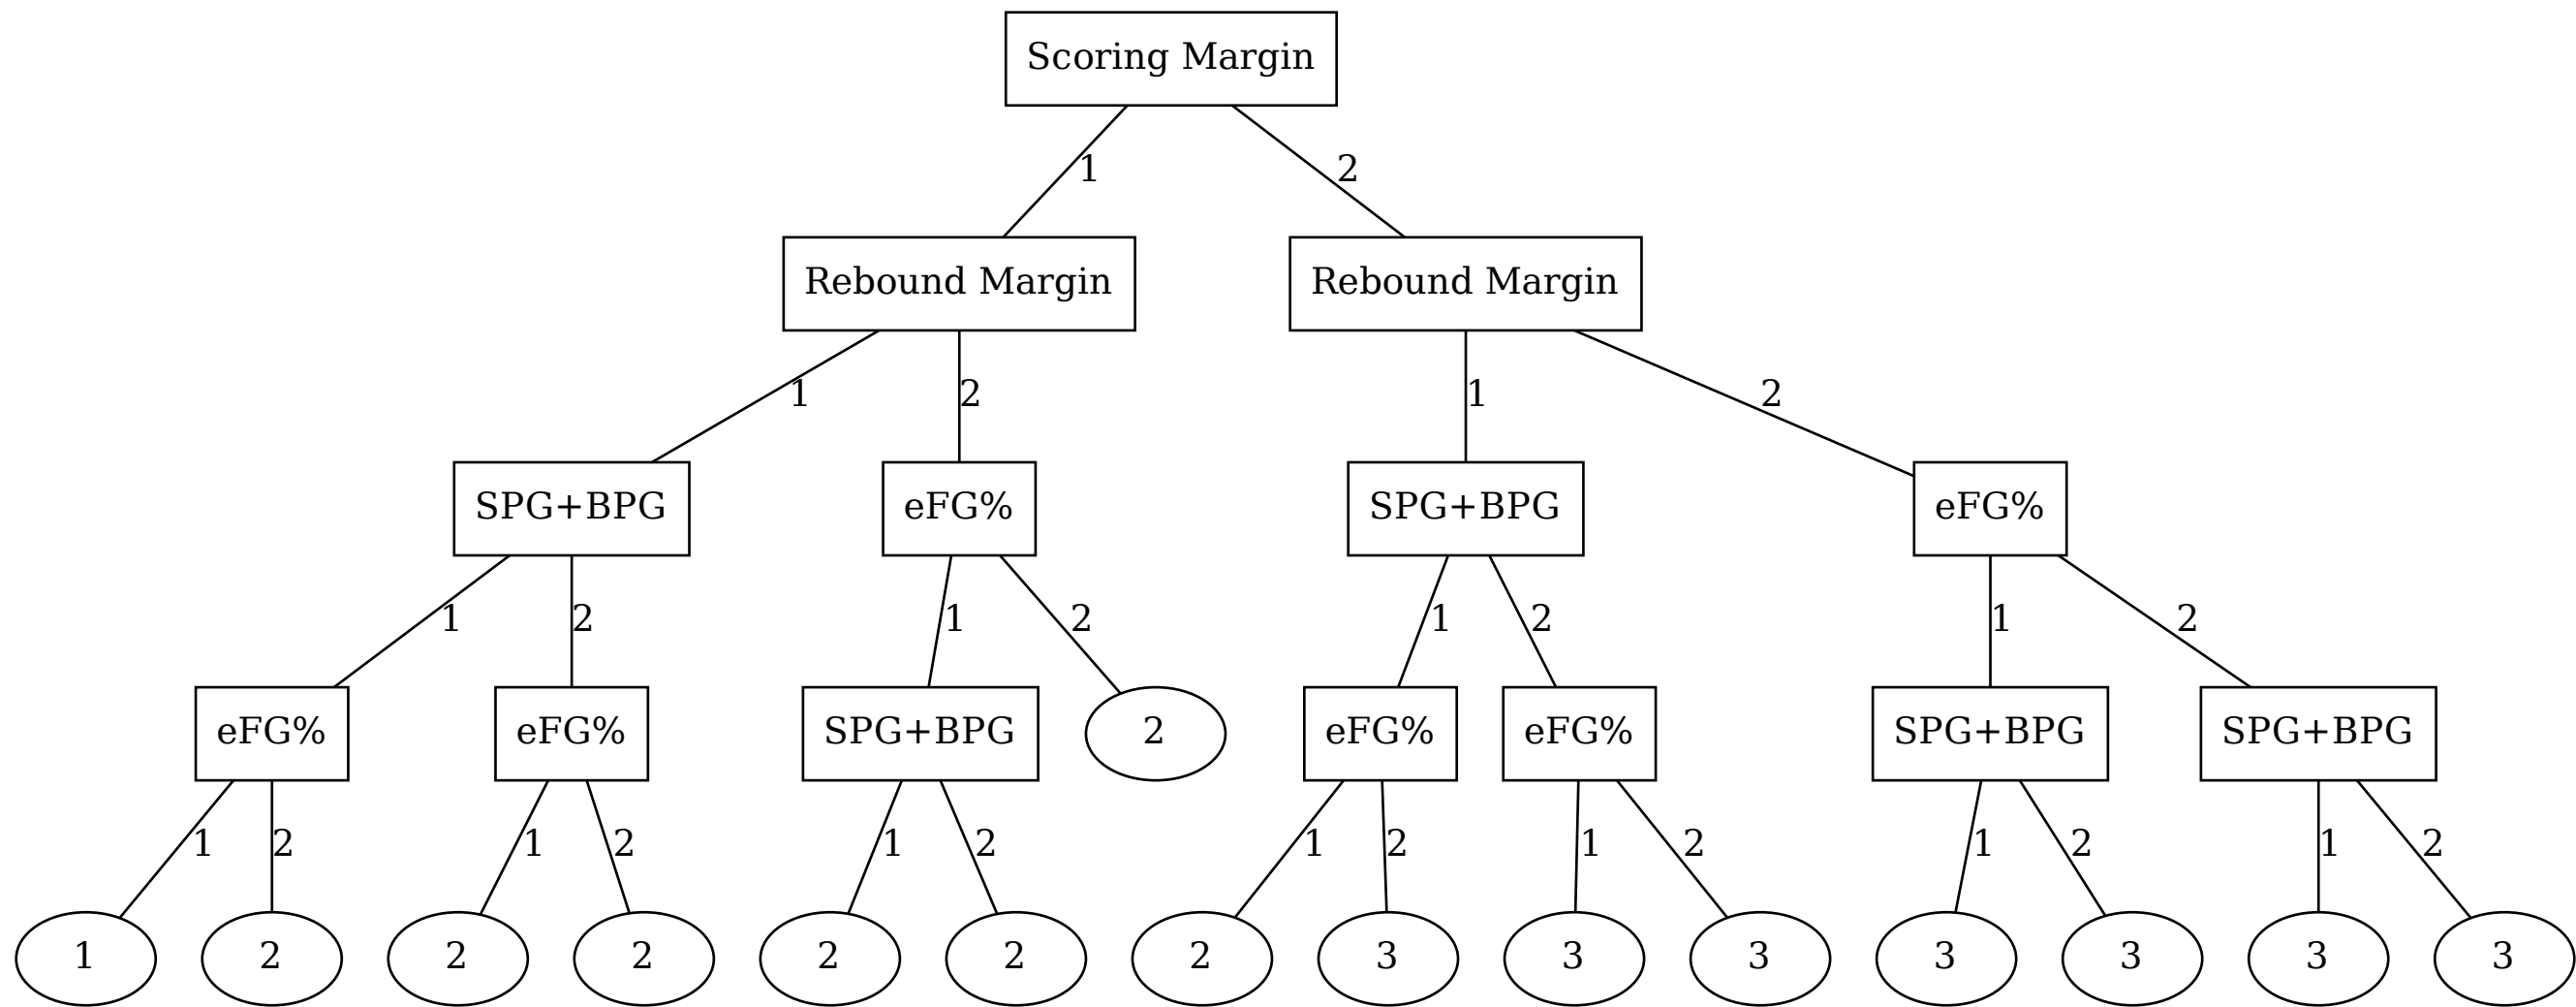 Scoring Margin
1 2
Rebound Margin Rebound Margin
1 2 1 2
SPG+BPG eFG% SPG+BPG eFG%
1 2 1 2 1 2 1 2
eFG% eFG% SPG+BPG 2 eFG% eFG% SPG+BPG SPG+BPG
1 2 1 2 1 2 1 2 1 2 1 2 1 2
1 2 2 2 2 2 2 3 3 3 3 3 3 3